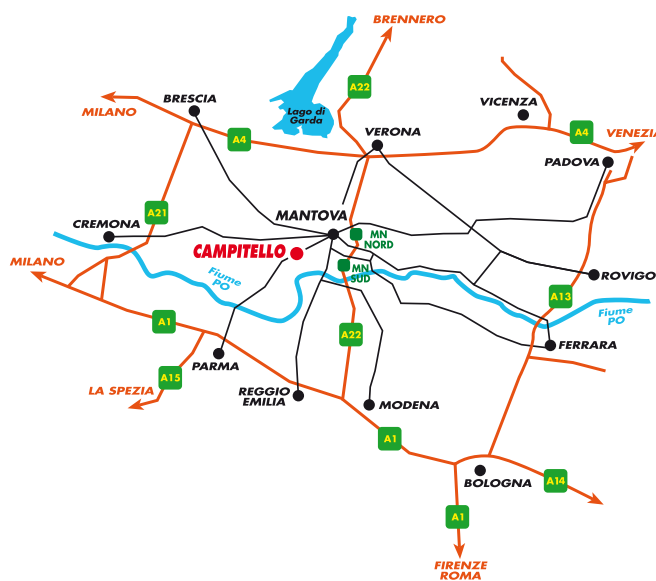 BRENNERO
A22
BRESCIA
MILANO
Lago di
Garda
VICENZA
A4
VERONA
A4
VENEZIA
PADOVA
A21
MANTOVA
CREMONA
MN
NORD
CAMPITELLO
MILANO
Fiume
PO
MN
SUD
ROVIGO
A13
Fiume
PO
A1
A22
FERRARA
PARMA
A15
LA SPEZIA
REGGIO
EMILIA
MODENA
A1
BOLOGNA
A14
A1
FIRENZE
ROMA